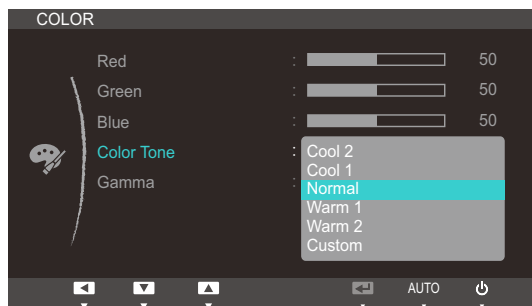 COLOR
Red : 50
Green : 50
Blue : 50
Color Tone : Cool 2
Cool 1
Gamma : Normal
Warm 1
Warm 2
Custom
AUTO